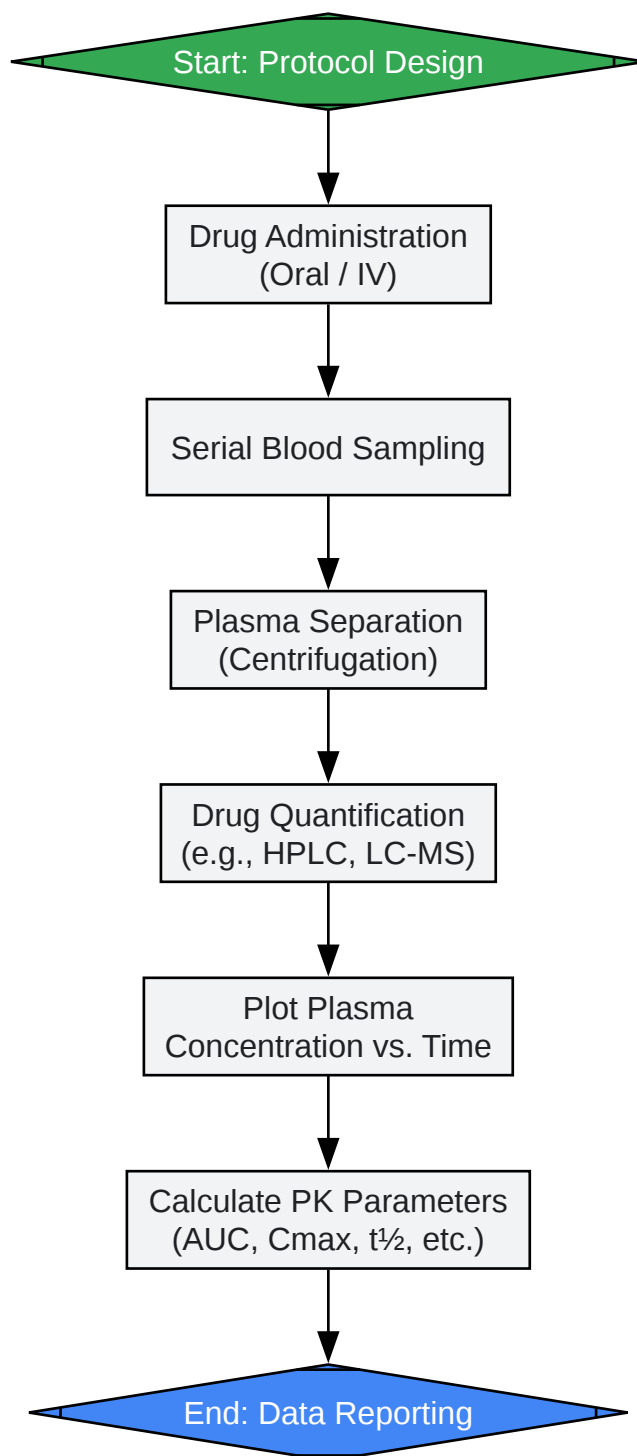 Start: Protocol Design
Drug Administration
(Oral / IV)
Serial Blood Sampling
Plasma Separation
(Centrifugation)
Drug Quantification
(e.g., HPLC, LC-MS)
Plot Plasma
Concentration vs. Time
Calculate PK Parameters
(AUC, Cmax, t½, etc.)
End: Data Reporting